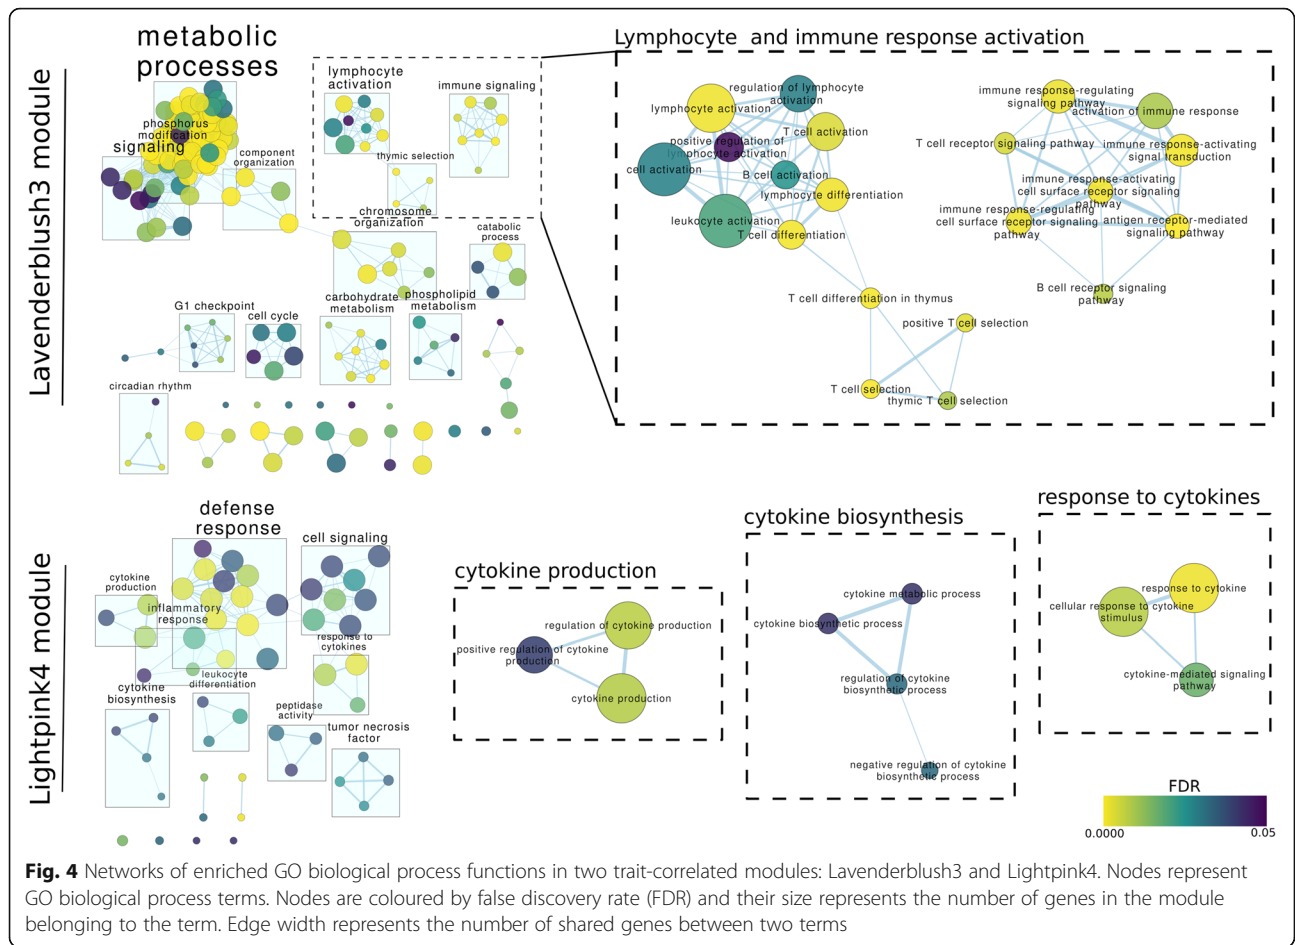 metabolic
processes
Lavenderblush3 module
phosphorus
modification
signaling
component
organization
lymphocyte
activation
immune signaling
thymic selection
chromosome
organization
catabolic
process
G1 checkpoint
cell cycle
carbohydrate
metabolism
phospholipid
metabolism
circadian rhythm
Lymphocyte and immune response activation
regulation of lymphocyte
activation
lymphocyte activation
T cell activation
positive regulation of
lymphocyte activation
cell activation
B cell activation
lymphocyte differentiation
leukocyte activation
T cell differentiation
immune response-regulating
signaling pathway
activation of immune response
T cell receptor signaling pathway
immune response-activating
signal transduction
immune response-activating
cell surface receptor signaling
pathway
immune response-regulating
cell surface receptor signaling
pathway
antigen receptor-mediated
signaling pathway
B cell receptor signaling
pathway
T cell differentiation in thymus
positive T cell selection
T cell selection
thymic T cell selection
Lightpink4 module
defense
response
cell signaling
cytokine
production
inflammatory
response
response to
cytokines
leukocyte
differentiation
cytokine
biosynthesis
peptidase
activity
tumor necrosis
factor
cytokine production
regulation of cytokine production
positive regulation of cytokine
production
cytokine production
cytokine biosynthesis
cytokine metabolic process
cytokine biosynthetic process
regulation of cytokine
biosynthetic process
negative regulation of cytokine
biosynthetic process
response to cytokines
response to cytokine
cellular response to cytokine
stimulus
cytokine-mediated signaling
pathway
FDR
0.0000
0.05
Fig. 4 Networks of enriched GO biological process functions in two trait-correlated modules: Lavenderblush3 and Lightpink4. Nodes represent
GO biological process terms. Nodes are coloured by false discovery rate (FDR) and their size represents the number of genes in the module
belonging to the term. Edge width represents the number of shared genes between two terms